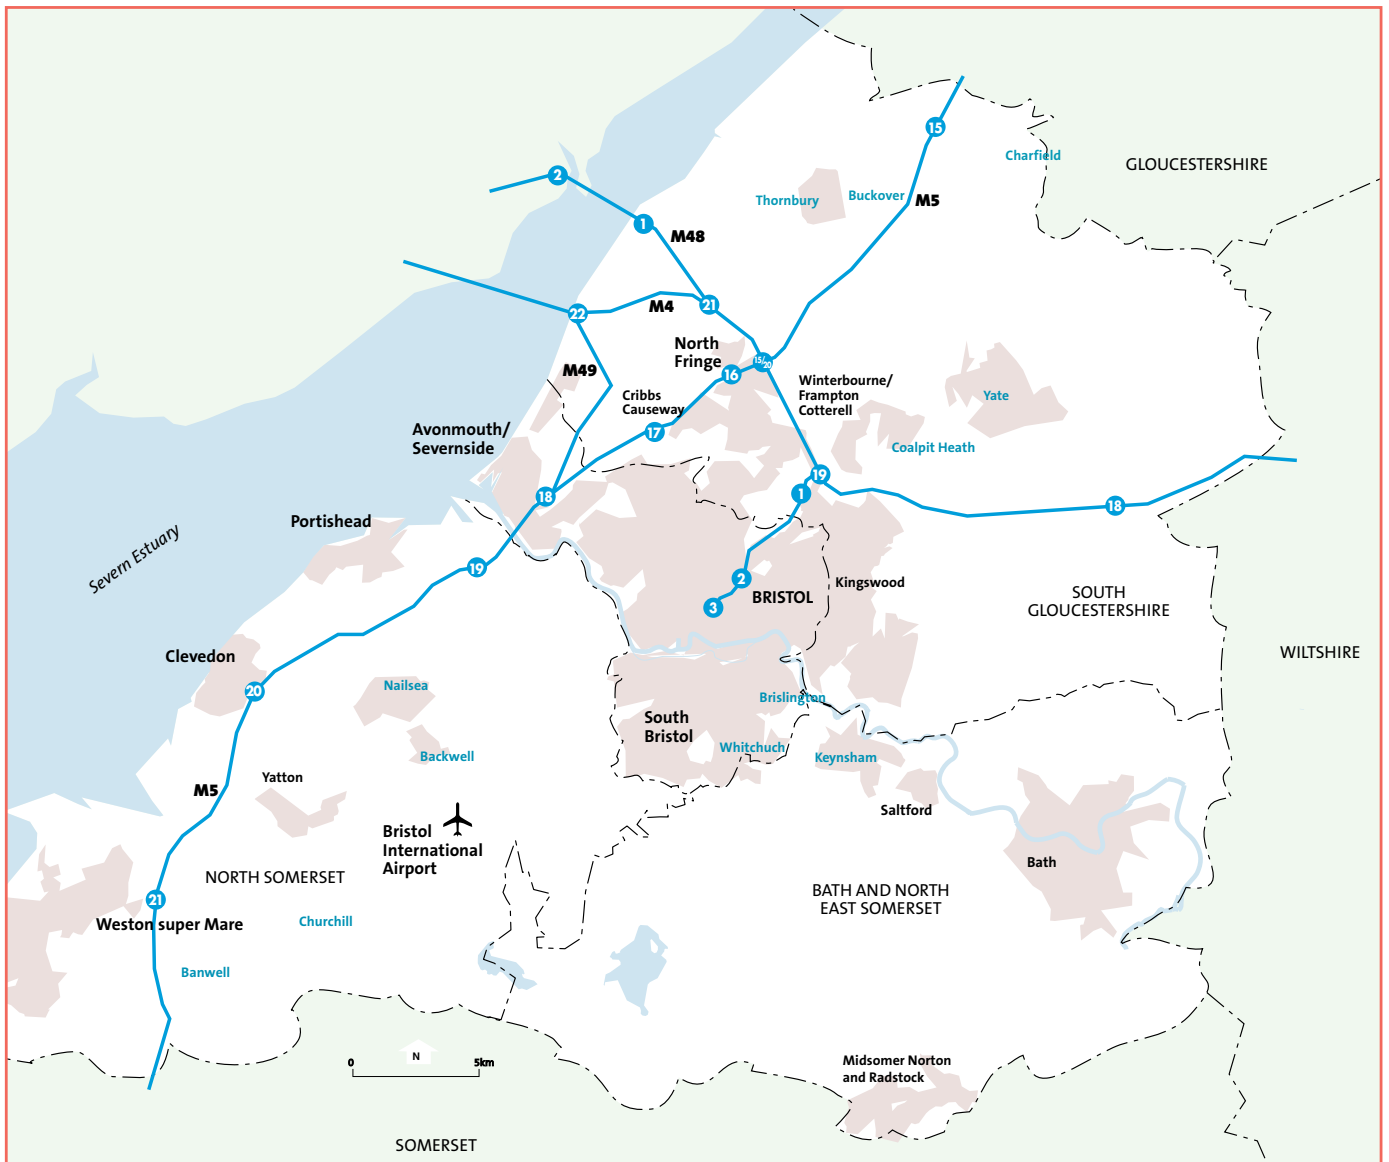 15
Charfield
GLOUCESTERSHIRE
2
Thornbury
Buckover
M5
1
M48
21
22
M4
North
Fringe
15/20
16
M49
Cribbs
Causeway
17
Winterbourne/
Frampton
Cotterell
Yate
Avonmouth/
Severnside
Coalpit Heath
19
1
18
18
Portishead
Severn Estuary
19
2
3
BRISTOL
Kingswood
SOUTH
GLOUCESTERSHIRE
WILTSHIRE
Clevedon
20
Nailsea
Brislington
South
Bristol
Whitchuch
Backwell
Keynsham
Yatton
M5
Saltford
Bristol
International
Airport
Bath
NORTH SOMERSET
BATH AND NORTH
EAST SOMERSET
21
Weston super Mare
Churchill
Banwell
N
0
5km
Midsomer Norton
and Radstock
SOMERSET